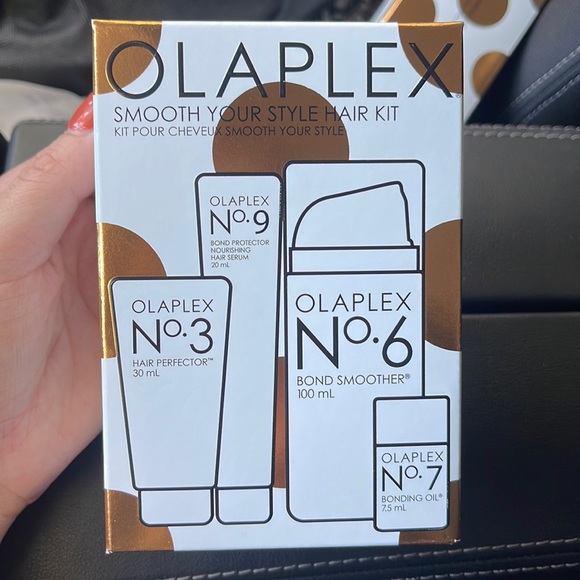 OLAPLEX
SMOOTH YOUR STYLE HAIR KIT
KIT POUR CHEVEUX SMOOTH YOUR STYLE
OLAPLEX
Nº.9
BOND PROTECTOR
NOURISHING
HAIR SERUM
20 mL
OLAPLEX
Nº.3
HAIR PERFECTOR™
30 mL
OLAPLEX
Nº.6
BOND SMOOTHER®
100 mL
OLAPLEX
Nº.7
BONDING OIL®
7.5 mL